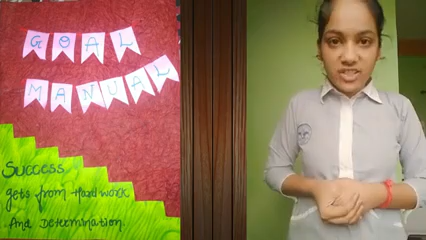 GOAL
MANUAL
Success
gets from Hard work
And Determination.